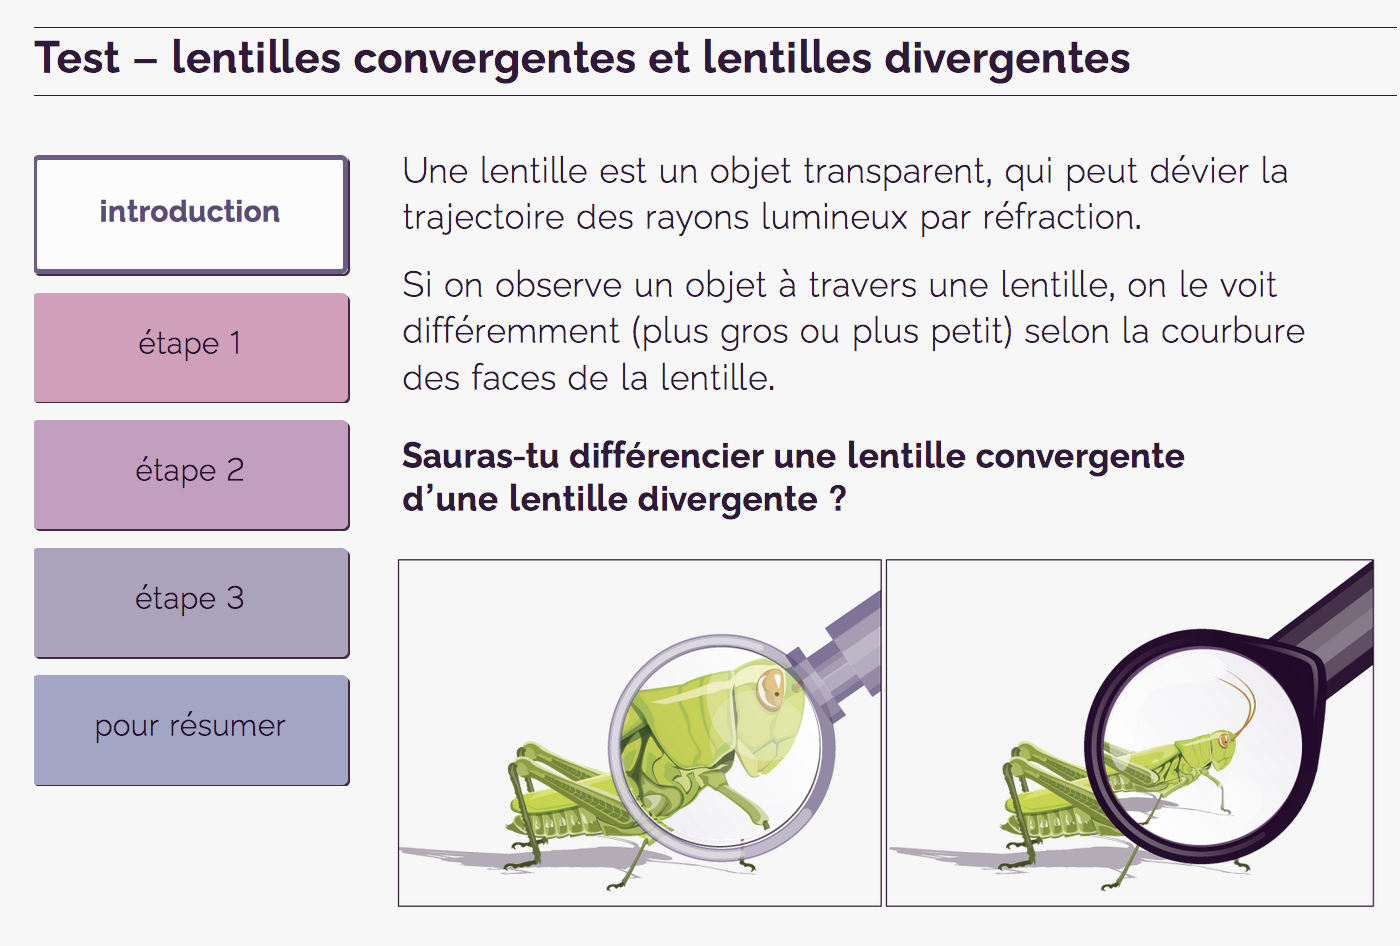 Test – lentilles convergentes et lentilles divergentes
introduction
étape 1
étape 2
étape 3
pour résumer
Une lentille est un objet transparent, qui peut dévier la
trajectoire des rayons lumineux par réfraction.
Si on observe un objet à travers une lentille, on le voit
différemment (plus gros ou plus petit) selon la courbure
des faces de la lentille.
Sauras-tu différencier une lentille convergente
d’une lentille divergente ?